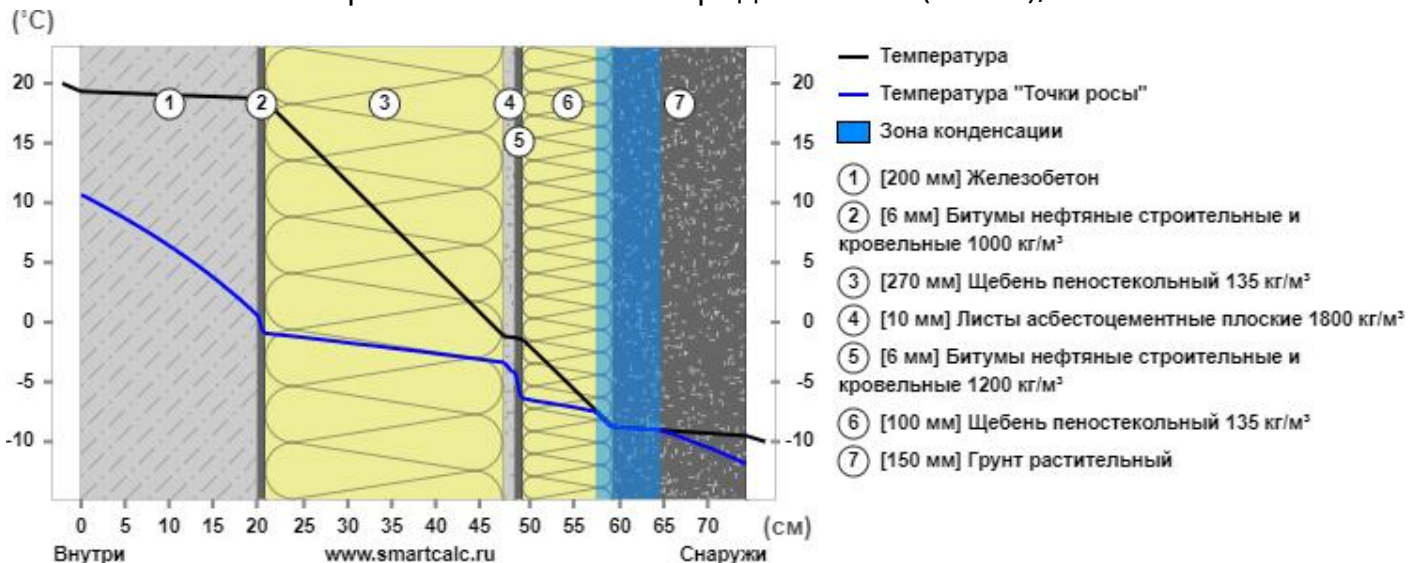 (°C)
20
15
10
5
0
-5
-10
1
2
3
4
5
6
7
20
15
10
5
0
-5
-10
0 5 10 15 20 25 30 35 40 45 50 55 60 65 70 (см)
Внутри www.smartcalc.ru Снаружи
Температура
Температура "Точки росы"
Зона конденсации
1 [200 мм] Железобетон
2 [6 мм] Битумы нефтяные строительные и
кровельные 1000 кг/м³
3 [270 мм] Щебень пеностекольный 135 кг/м³
4 [10 мм] Листы асбестоцементные плоские 1800 кг/м³
5 [6 мм] Битумы нефтяные строительные и
кровельные 1200 кг/м³
6 [100 мм] Щебень пеностекольный 135 кг/м³
7 [150 мм] Грунт растительный